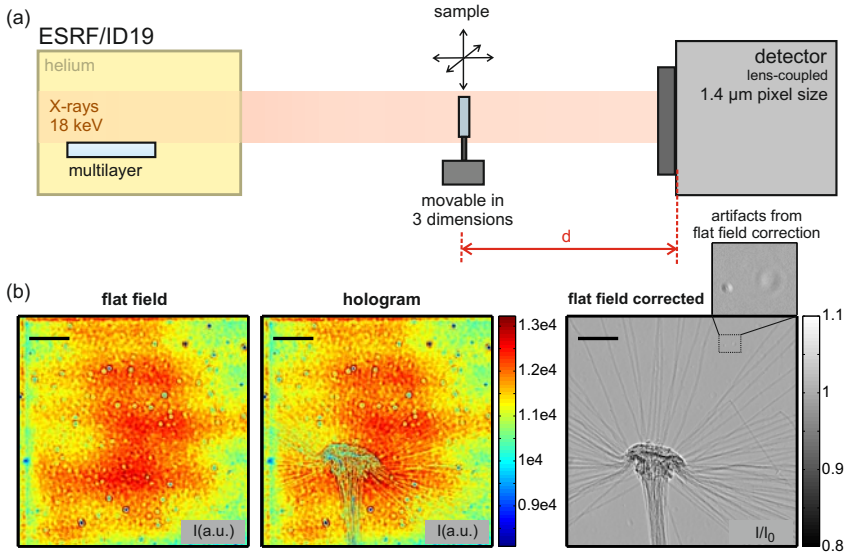 (a)
ESRF/ID19
helium
X-rays
18 keV
multilayer
sample
movable in
3 dimensions
detector
lens-coupled
1.4 µm pixel size
d
artifacts from
flat field correction
(b)
flat field
hologram
flat field corrected
I(a.u.)
I(a.u.)
1.3e4
1.2e4
1.1e4
1e4
0.9e4
I/I₀
1.1
1
0.9
0.8